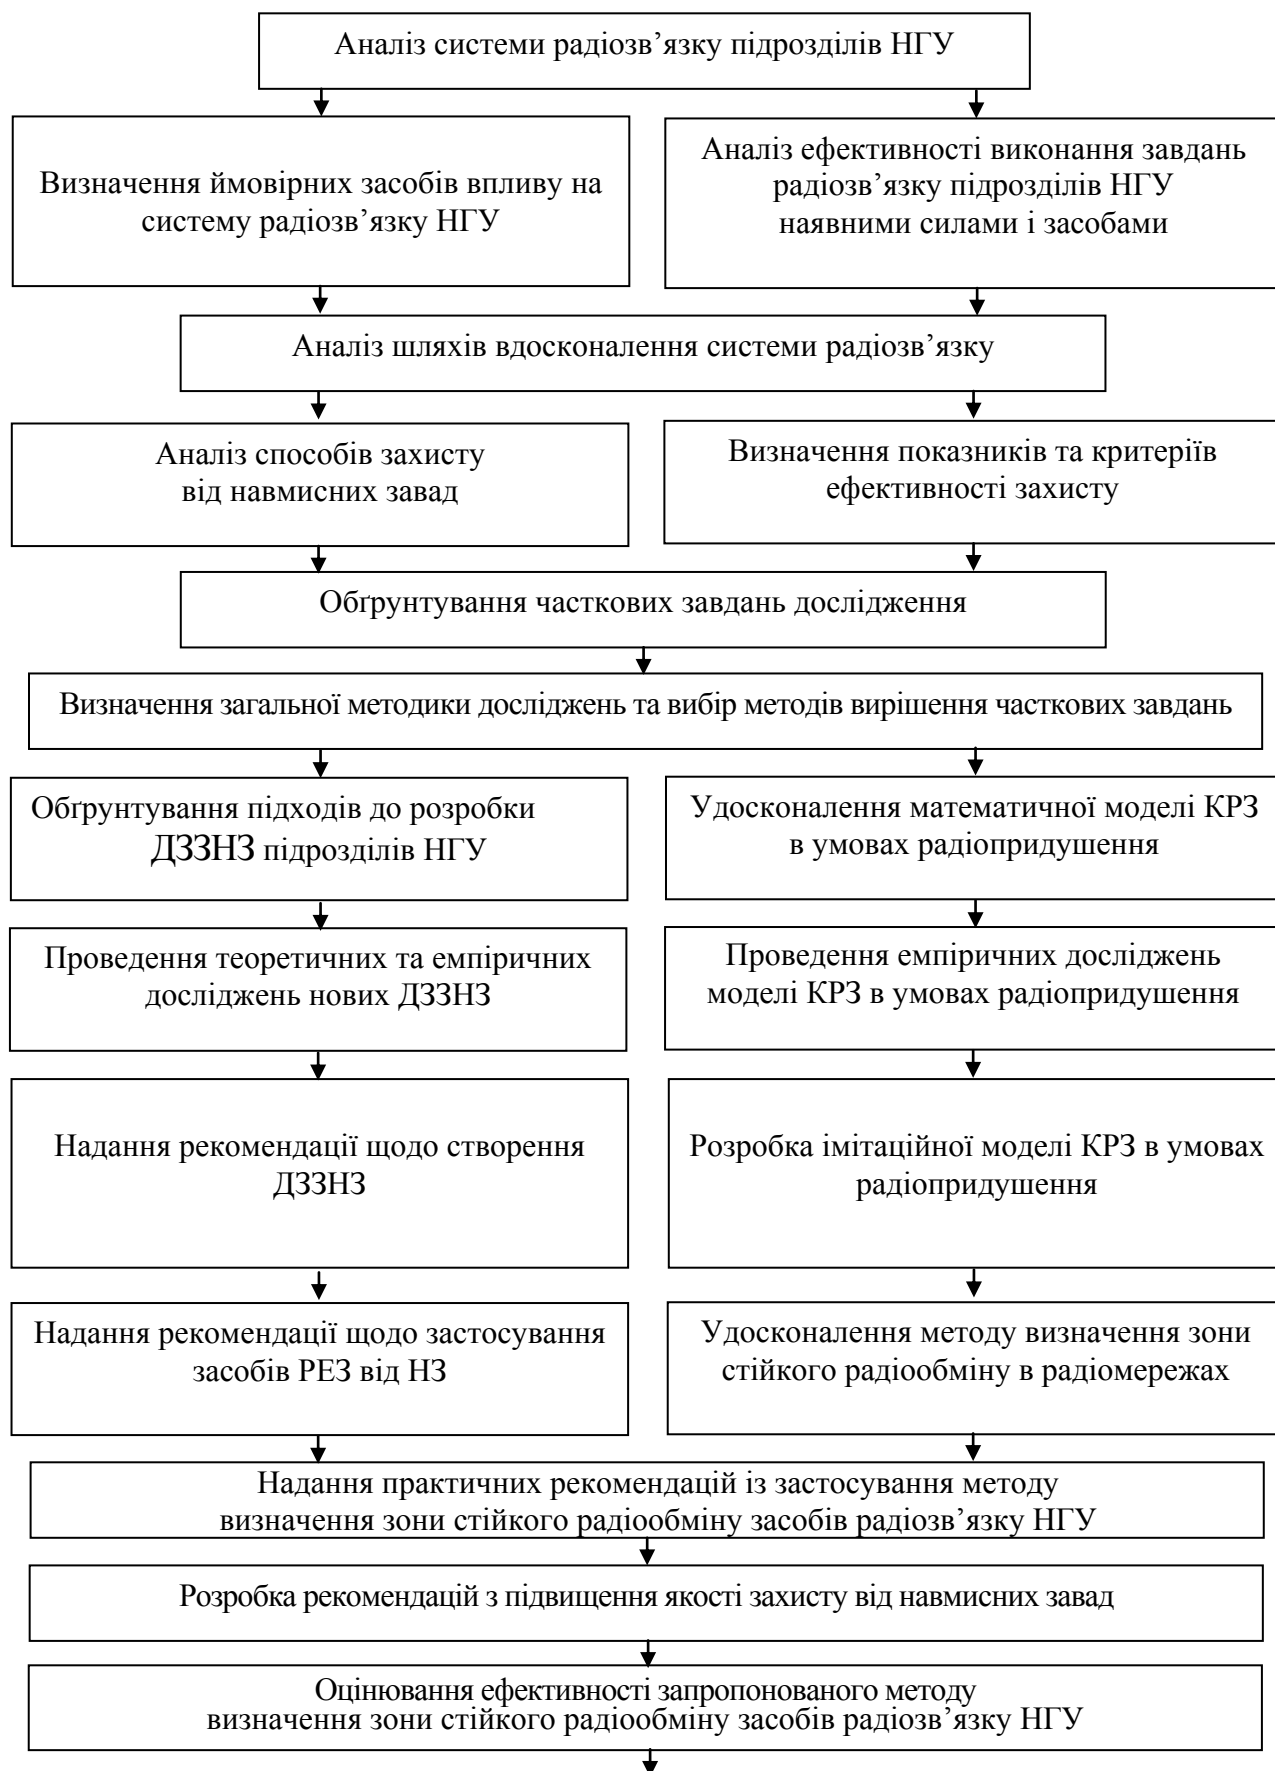 Аналіз системи радіозв’язку підрозділів НГУ
Визначення ймовірних засобів впливу на
систему радіозв’язку НГУ
Аналіз ефективності виконання завдань
радіозв’язку підрозділів НГУ
наявними силами і засобами
Аналіз шляхів вдосконалення системи радіозв’язку
Аналіз способів захисту
від навмисних завад
Визначення показників та критеріїв
ефективності захисту
Обґрунтування часткових завдань дослідження
Визначення загальної методики досліджень та вибір методів вирішення часткових завдань
Обґрунтування підходів до розробки
ДЗЗНЗ підрозділів НГУ
Удосконалення математичної моделі КРЗ
в умовах радіопридушення
Проведення теоретичних та емпіричних
досліджень нових ДЗЗНЗ
Проведення емпіричних досліджень
моделі КРЗ в умовах радіопридушення
Надання рекомендації щодо створення
ДЗЗНЗ
Розробка імітаційної моделі КРЗ в умовах
радіопридушення
Надання рекомендації щодо застосування
засобів РЕЗ від НЗ
Удосконалення методу визначення зони
стійкого радіообміну в радіомережах
Надання практичних рекомендацій із застосування методу
визначення зони стійкого радіообміну засобів радіозв’язку НГУ
Розробка рекомендацій з підвищення якості захисту від навмисних завад
Оцінювання ефективності запропонованого методу
визначення зони стійкого радіообміну засобів радіозв’язку НГУ